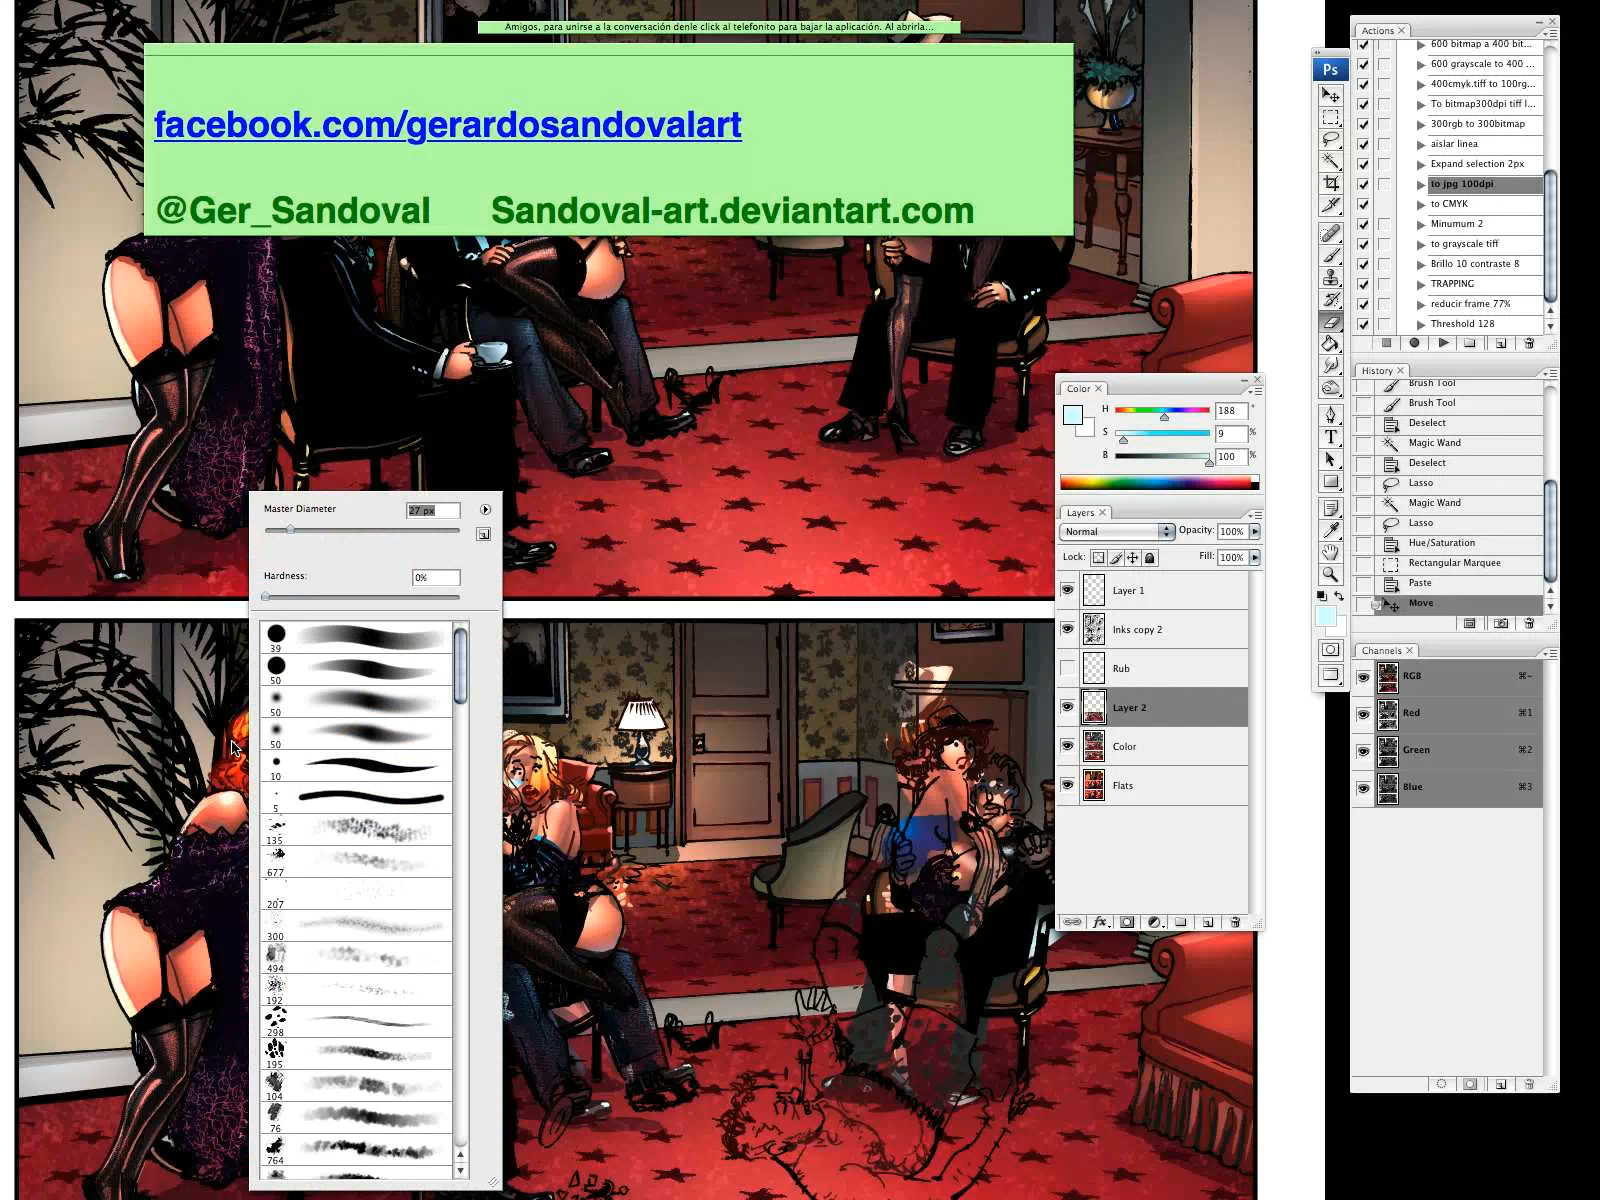 Amigos, para unirse a la conversación denle click al telefonito para bajar la aplicación. Al abrirla...
facebook.com/gerardosandovalart
@Ger_Sandoval Sandoval-art.deviantart.com
Actions
600 bitmap a 400 bit...
600 grayscale to 400 ...
400cmyk.tiff to 100rg...
To bitmap300dpi tiff l...
300rgb to 300bitmap
aislar linea
Expand selection 2px
to jpg 100dpi
to CMYK
Minumum 2
to grayscale tiff
Brillo 10 contraste 8
TRAPPING
reducir frame 77%
Threshold 128
Ps
T
History
Brush Tool
Brush Tool
Deselect
Magic Wand
Deselect
Lasso
Magic Wand
Lasso
Hue/Saturation
Rectangular Marquee
Paste
Move
Channels
RGB ⌘~
Red ⌘1
Green ⌘2
Blue ⌘3
Color
H 188 °
S 9 %
B 100 %
Layers
Normal Opacity: 100%
Lock: Fill: 100%
Layer 1
Inks copy 2
Rub
Layer 2
Color
Flats
fx
Master Diameter 27 px
Hardness: 0%
39
50
50
50
10
5
135
677
207
300
494
192
298
195
104
76
764